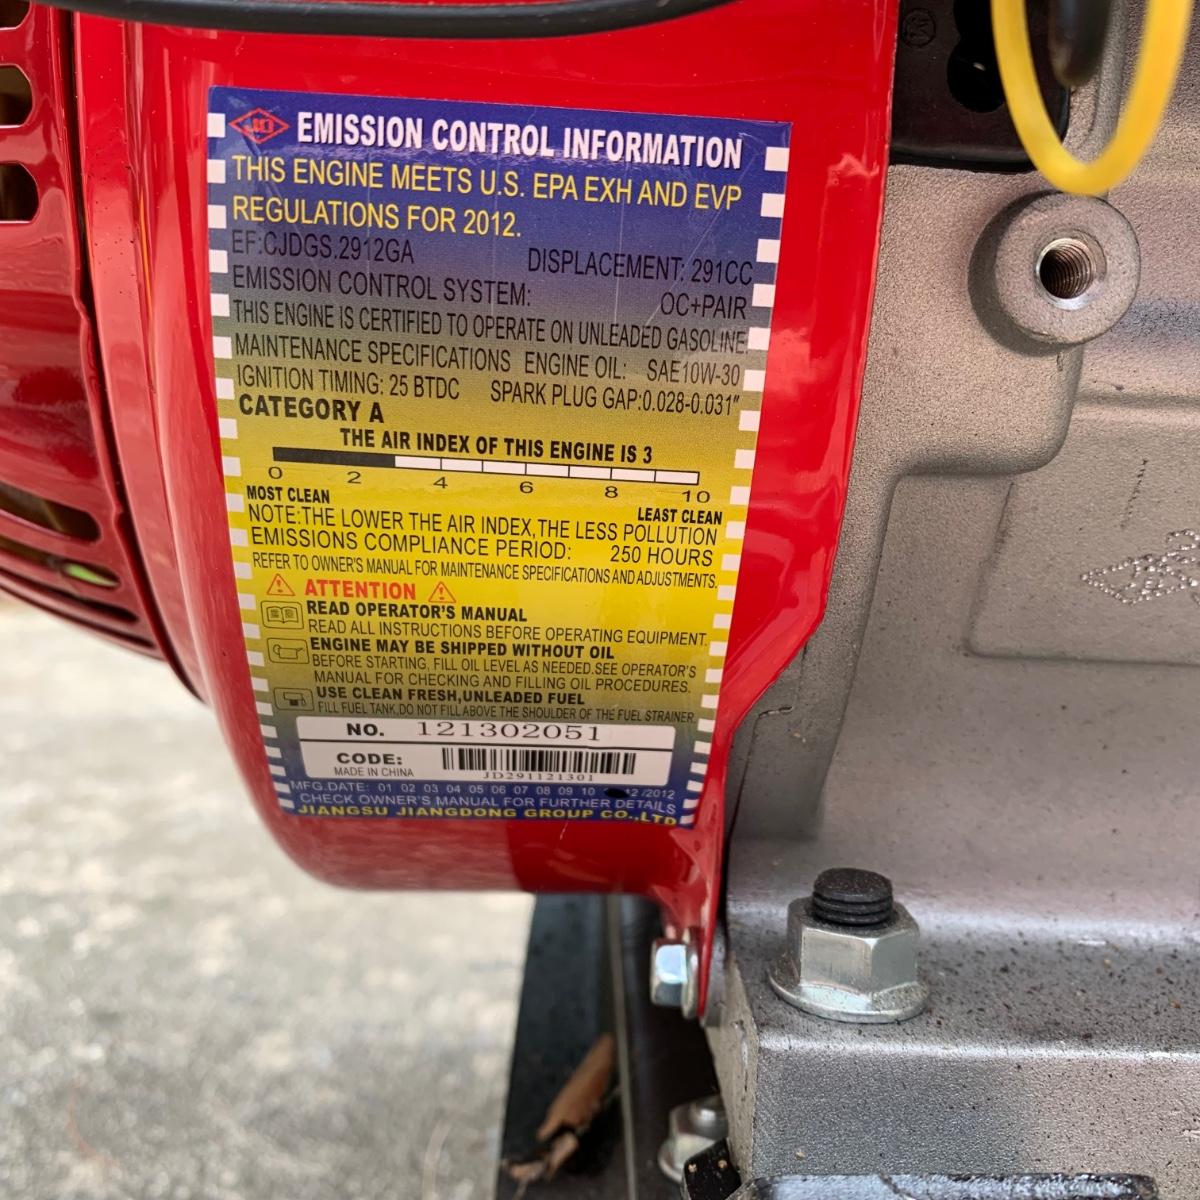 JD EMISSION CONTROL INFORMATION
THIS ENGINE MEETS U.S. EPA EXH AND EVP
REGULATIONS FOR 2012.
EF:CJDGS.2912GA DISPLACEMENT: 291CC
EMISSION CONTROL SYSTEM: OC+PAIR
THIS ENGINE IS CERTIFIED TO OPERATE ON UNLEADED GASOLINE
MAINTENANCE SPECIFICATIONS ENGINE OIL: SAE10W-30
IGNITION TIMING: 25 BTDC SPARK PLUG GAP:0.028-0.031"
CATEGORY A
THE AIR INDEX OF THIS ENGINE IS 3
0 2 4 6 8 10
MOST CLEAN LEAST CLEAN
NOTE:THE LOWER THE AIR INDEX,THE LESS POLLUTION
EMISSIONS COMPLIANCE PERIOD: 250 HOURS
REFER TO OWNER'S MANUAL FOR MAINTENANCE SPECIFICATIONS AND ADJUSTMENTS.
ATTENTION
READ OPERATOR'S MANUAL
READ ALL INSTRUCTIONS BEFORE OPERATING EQUIPMENT.
ENGINE MAY BE SHIPPED WITHOUT OIL
BEFORE STARTING, FILL OIL LEVEL AS NEEDED.SEE OPERATOR'S
MANUAL FOR CHECKING AND FILLING OIL PROCEDURES.
USE CLEAN FRESH,UNLEADED FUEL
FILL FUEL TANK,DO NOT FILL ABOVE THE SHOULDER OF THE FUEL STRAINER
NO. 121302051
CODE:
MADE IN CHINA JD291121301
MFG.DATE: 01 02 03 04 05 06 07 08 09 10 12 /2012
CHECK OWNER'S MANUAL FOR FURTHER DETAILS
JIANGSU JIANGDONG GROUP CO.,LTD